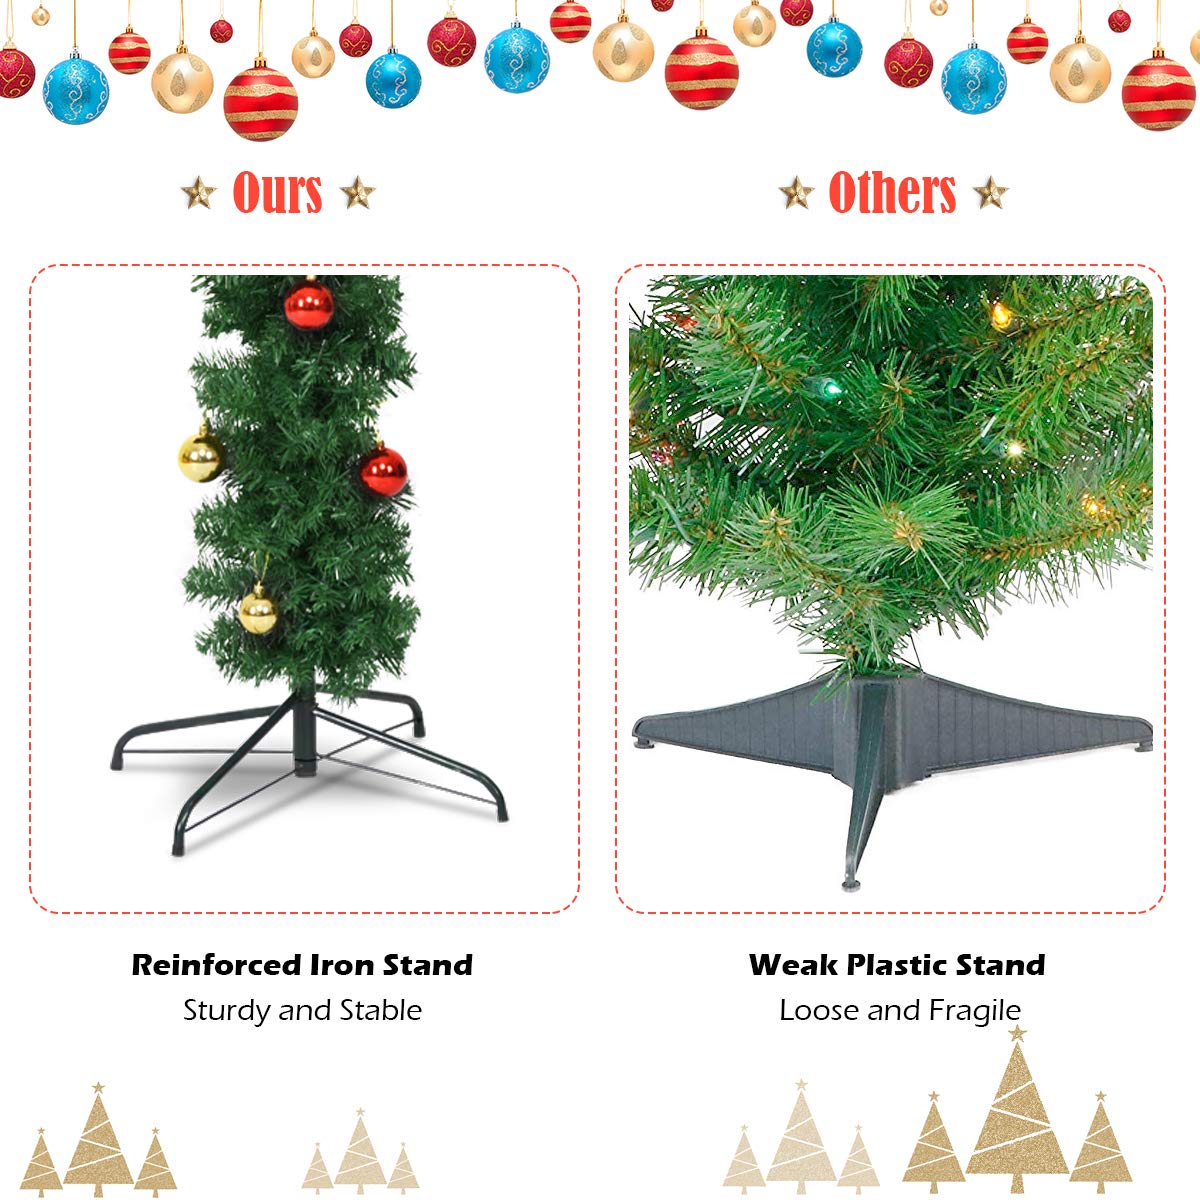 Ours
Others
Reinforced Iron Stand
Sturdy and Stable
Weak Plastic Stand
Loose and Fragile